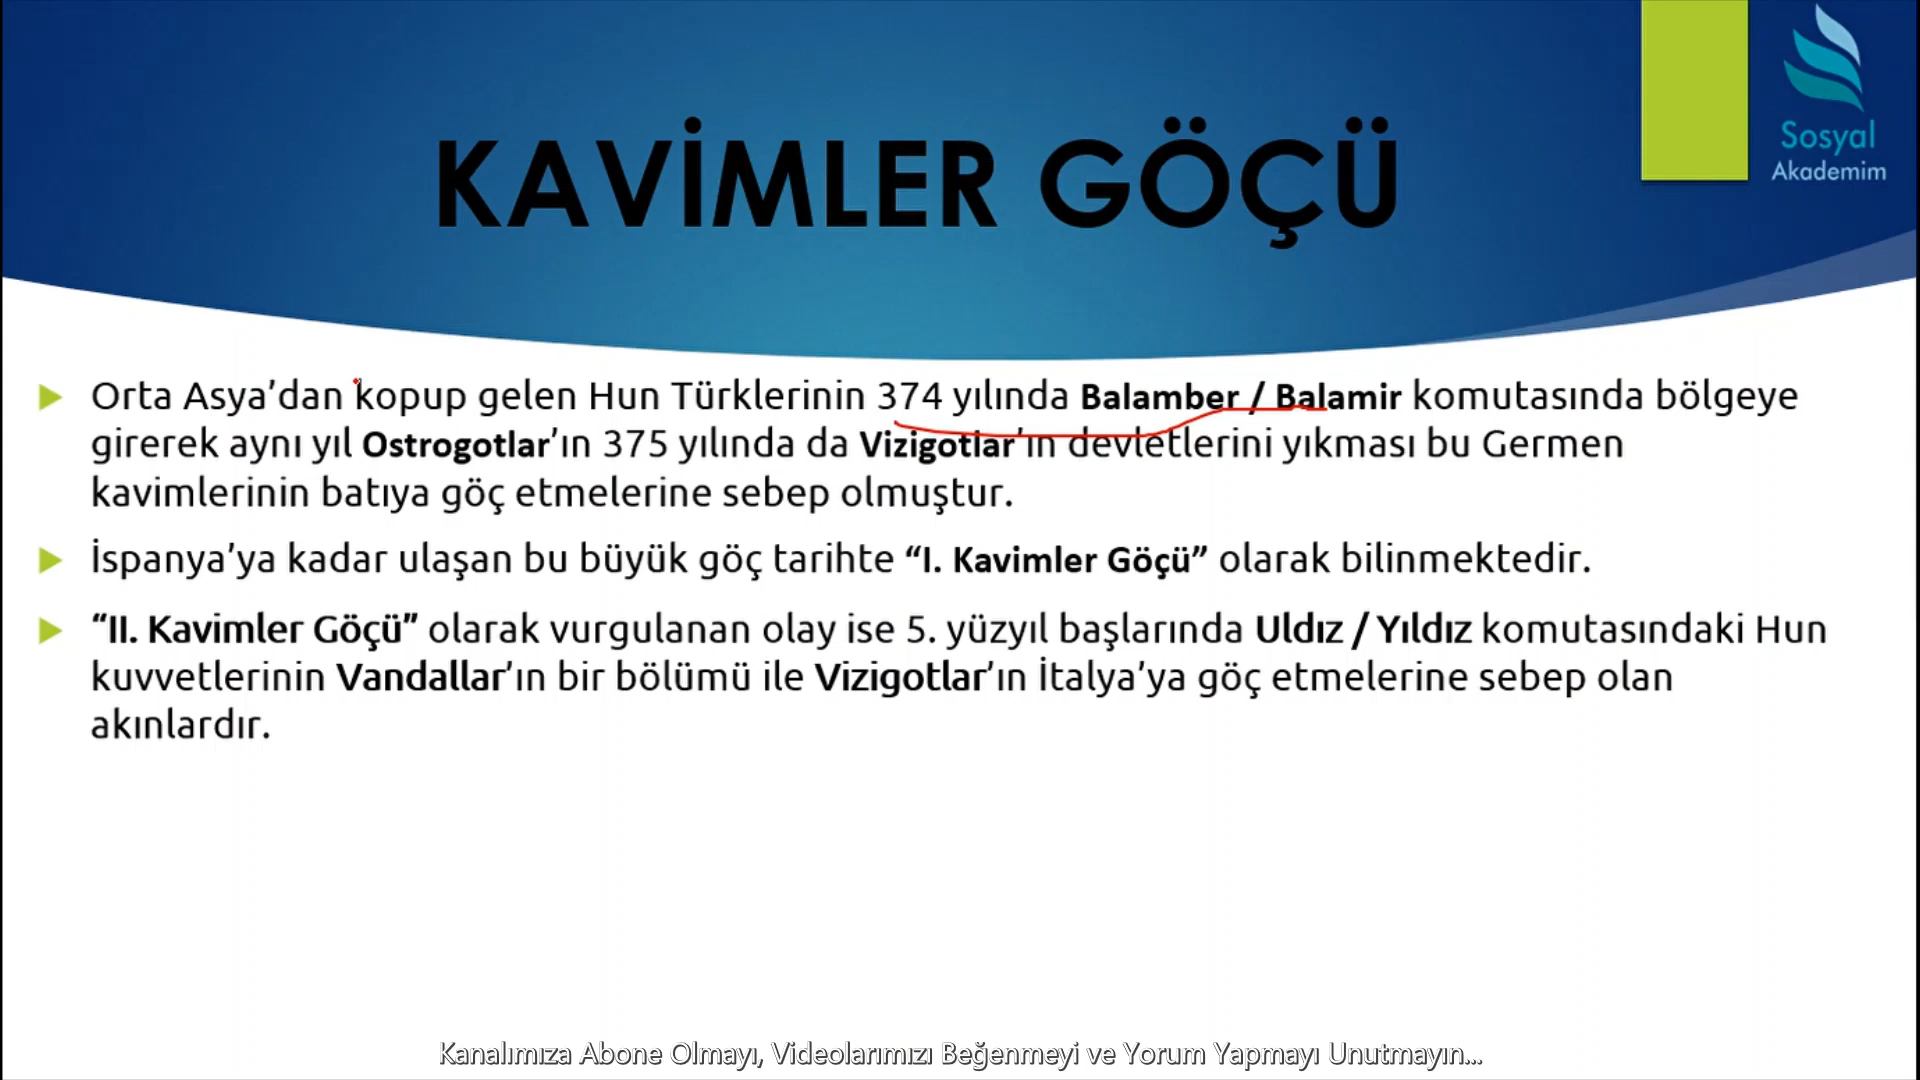 KAVİMLER GÖÇÜ
Sosyal
Akademim
Orta Asya’dan kopup gelen Hun Türklerinin 374 yılında Balamber / Balamir komutasında bölgeye
girerek aynı yıl Ostrogotlar’ın 375 yılında da Vizigotlar’ın devletlerini yıkması bu Germen
kavimlerinin batıya göç etmelerine sebep olmuştur.
İspanya’ya kadar ulaşan bu büyük göç tarihte “I. Kavimler Göçü” olarak bilinmektedir.
“II. Kavimler Göçü” olarak vurgulanan olay ise 5. yüzyıl başlarında Uldız / Yıldız komutasındaki Hun
kuvvetlerinin Vandallar’ın bir bölümü ile Vizigotlar’ın İtalya’ya göç etmelerine sebep olan
akınlardır.
Kanalımıza Abone Olmayı, Videolarımızı Beğenmeyi ve Yorum Yapmayı Unutmayın...